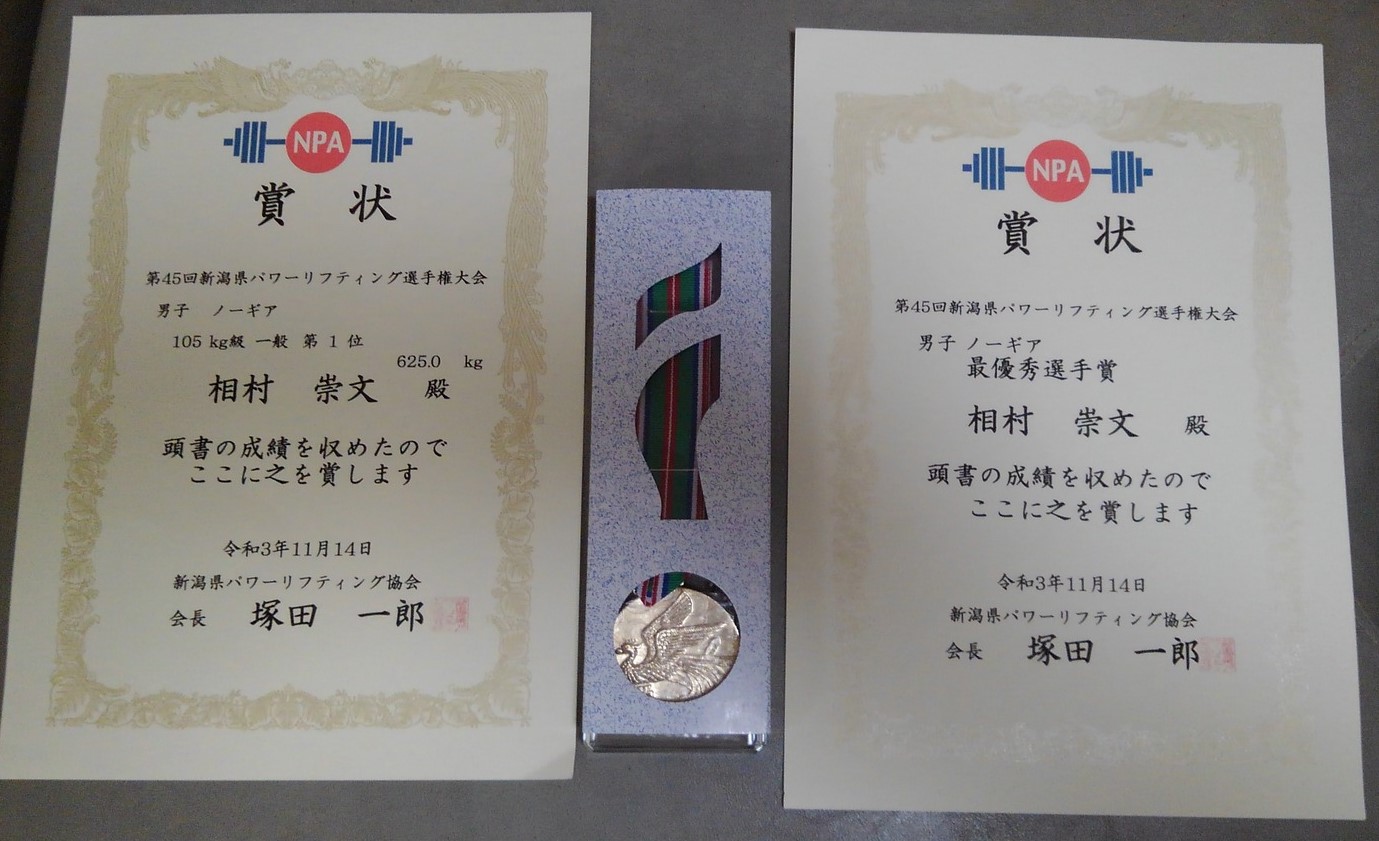 NPA
賞 状
第45回新潟県パワーリフティング選手権大会
男子 ノーギア
105 kg級 一般 第 1 位
625.0 kg
相村 崇文 殿
頭書の成績を収めたので
ここに之を賞します
令和3年11月14日
新潟県パワーリフティング協会
会長 塚田 一郎
NPA
賞 状
第45回新潟県パワーリフティング選手権大会
男子 ノーギア
最優秀選手賞
相村 崇文 殿
頭書の成績を収めたので
ここに之を賞します
令和3年11月14日
新潟県パワーリフティング協会
会長 塚田 一郎